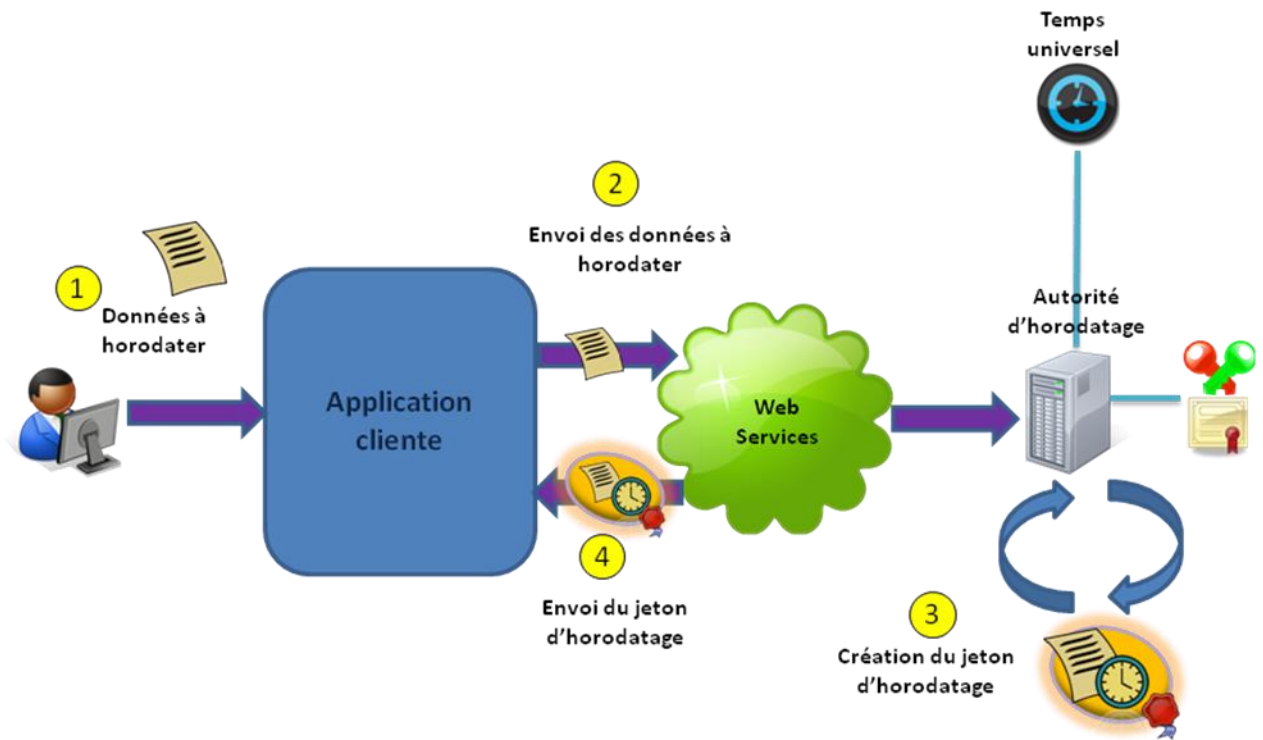 Temps
universel
2
Envoi des données à
horodater
1
Données à
horodater
Autorité
d'horodatage
Application
cliente
Web
Services
4
Envoi du jeton
d'horodatage
3
Création du jeton
d'horodatage